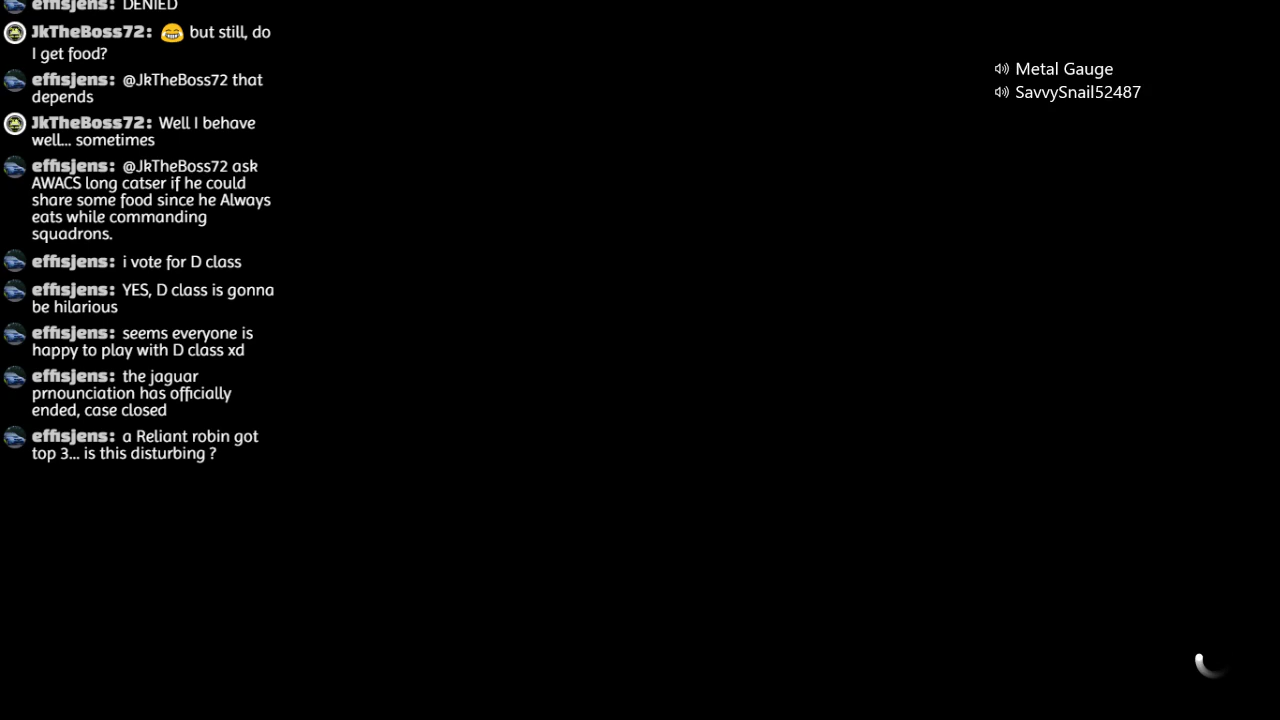 effisjens: DENIED
JkTheBoss72: 😂 but still, do
I get food?
effisjens: @JkTheBoss72 that
depends
JkTheBoss72: Well I behave
well... sometimes
effisjens: @JkTheBoss72 ask
AWACS long catser if he could
share some food since he Always
eats while commanding
squadrons.
effisjens: i vote for D class
effisjens: YES, D class is gonna
be hilarious
effisjens: seems everyone is
happy to play with D class xd
effisjens: the jaguar
prnounciation has officially
ended, case closed
effisjens: a Reliant robin got
top 3... is this disturbing ?
Metal Gauge
SavvySnail52487